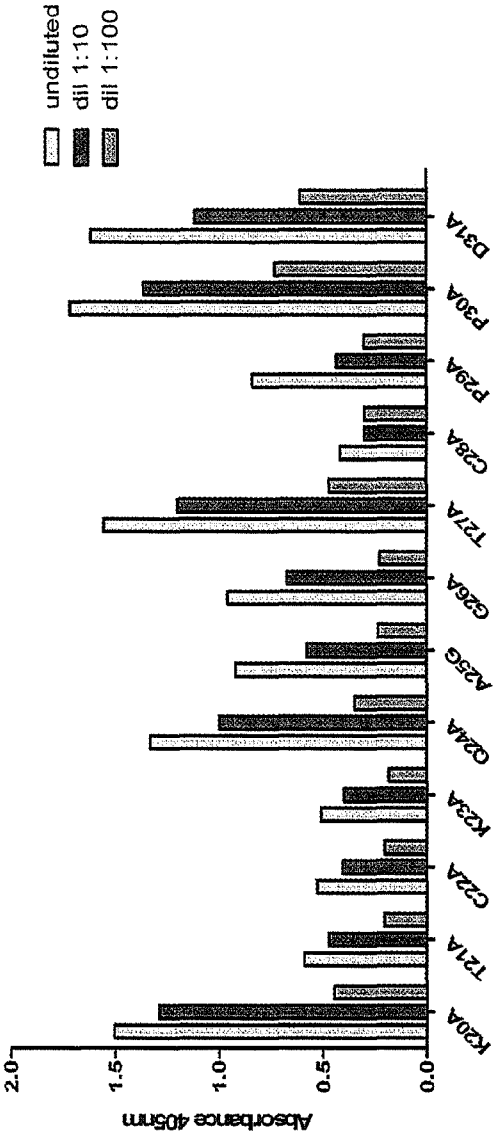 undiluted
dil 1:10
dil 1:100
Absorbance 405nm
2.0
1.5
1.0
0.5
0.0
K20A
T21A
C22A
K23A
Q24A
A25G
G26A
T27A
C28A
P29A
P30A
D31A